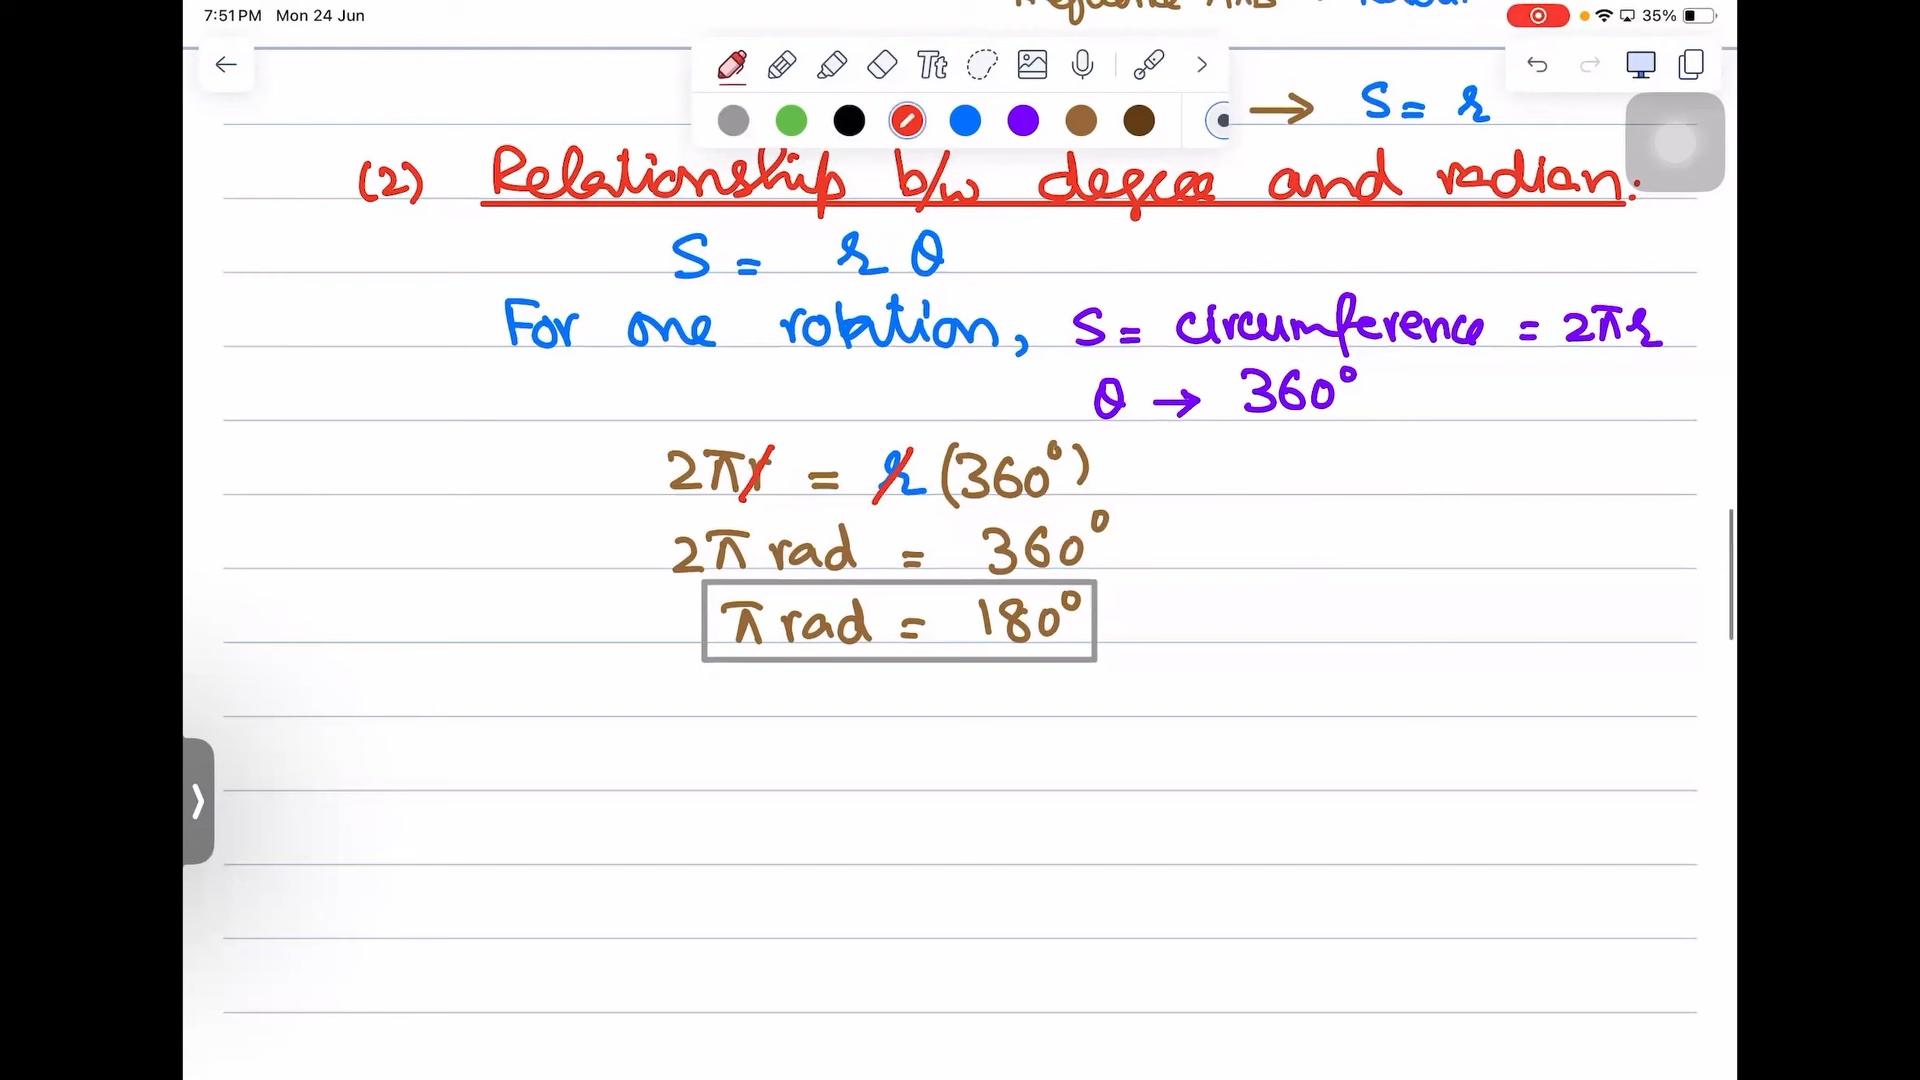 7:51 PM Mon 24 Jun
35%
Tt
→ S = r
(2) Relationship b/w degree and radian.
S = r θ
For one rotation, S = circumference = 2πr
θ → 360°
2πr = r (360°)
2π rad = 360°
π rad = 180°